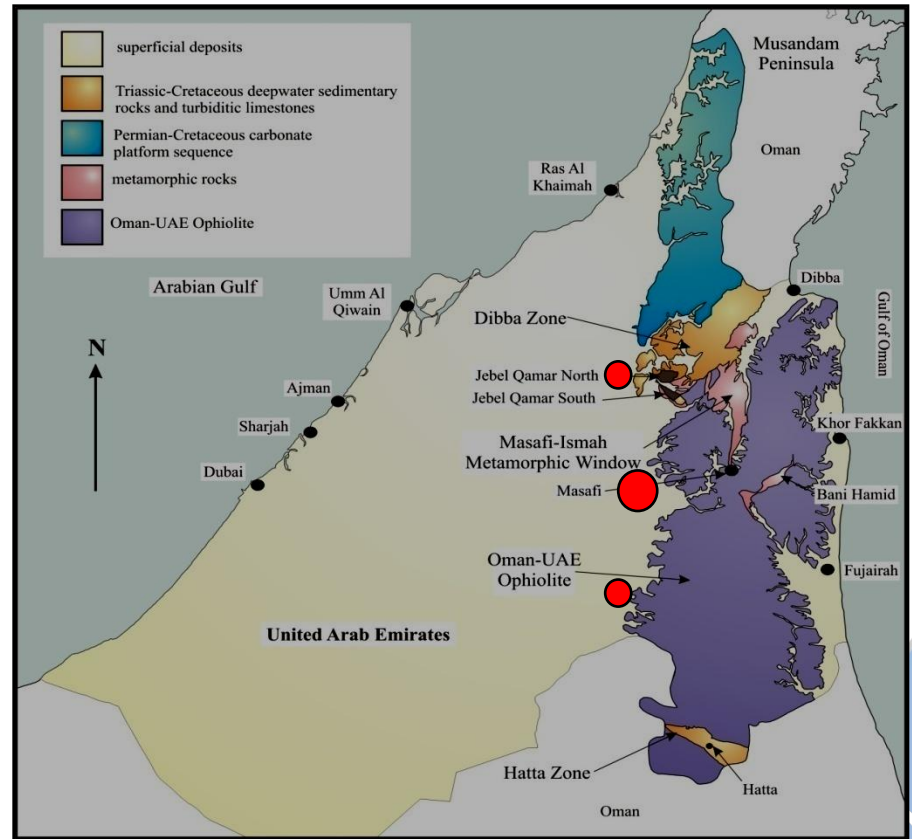 superficial deposits
Triassic-Cretaceous deepwater sedimentary
rocks and turbiditic limestones
Permian-Cretaceous carbonate
platform sequence
metamorphic rocks
Oman-UAE Ophiolite
Musandam
Peninsula
Oman
Ras Al
Khaimah
Arabian Gulf
Umm Al
Qiwain
Dibba
Gulf of Oman
Dibba Zone
N
Jebel Qamar North
Jebel Qamar South
Ajman
Sharjah
Dubai
Khor Fakkan
Masafi-Ismah
Metamorphic Window
Masafi
Bani Hamid
Oman-UAE
Ophiolite
Fujairah
United Arab Emirates
Hatta Zone
Hatta
Oman